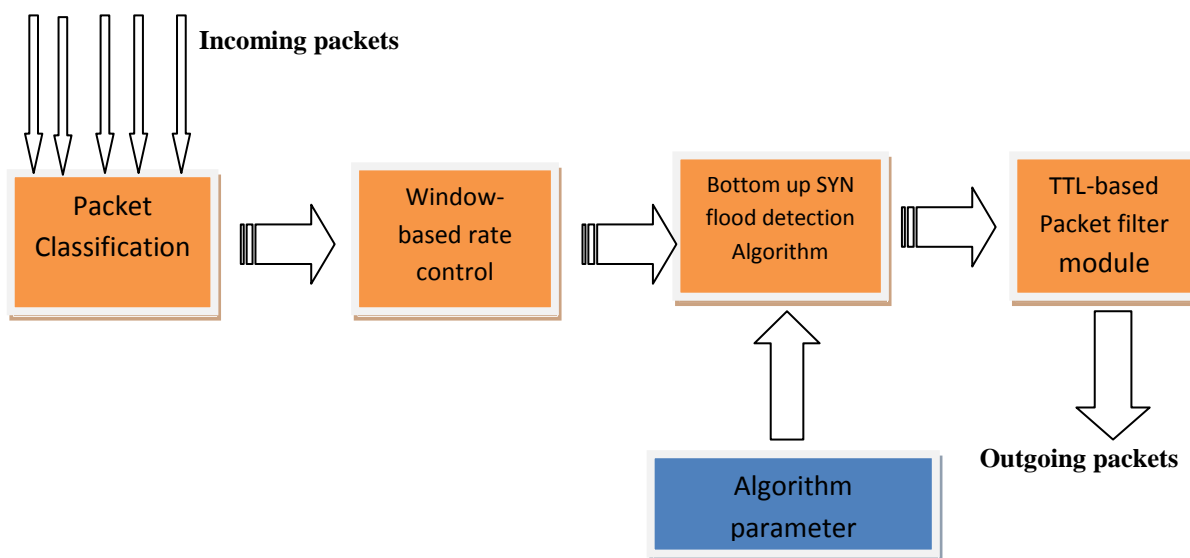 Incoming packets
Packet
Classification
Window-
based rate
control
Bottom up SYN
flood detection
Algorithm
TTL-based
Packet filter
module
Outgoing packets
Algorithm
parameter